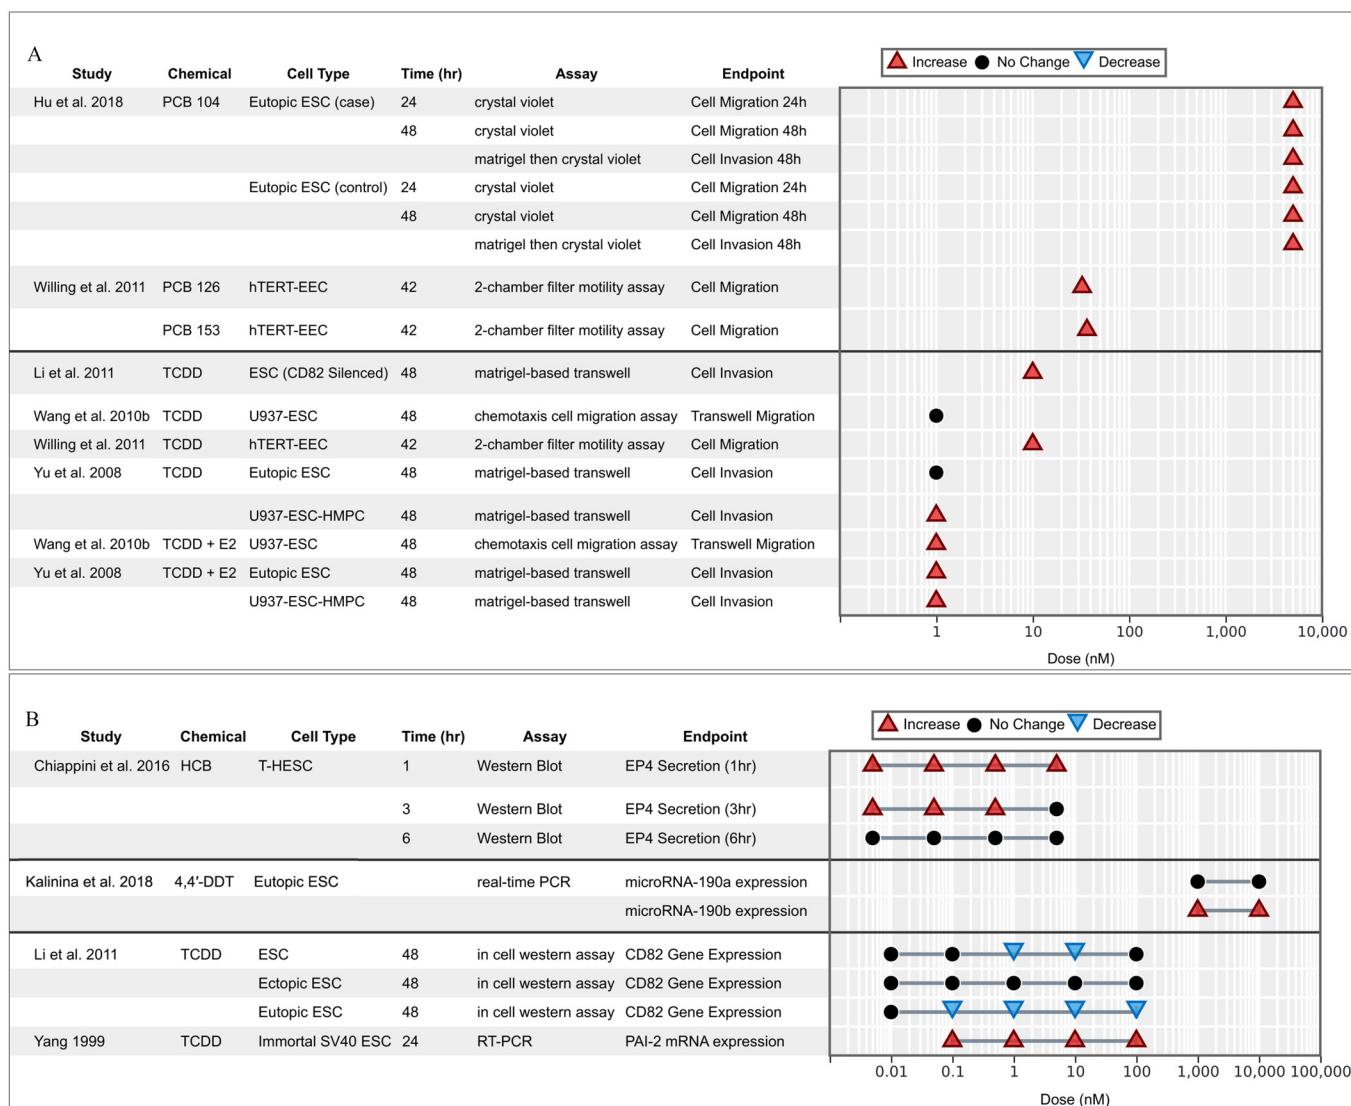 A
Increase No Change Decrease
Study Chemical Cell Type Time (hr) Assay Endpoint
Hu et al. 2018 PCB 104 Eutopic ESC (case) 24 crystal violet Cell Migration 24h
48 crystal violet Cell Migration 48h
matrigel then crystal violet Cell Invasion 48h
Eutopic ESC (control) 24 crystal violet Cell Migration 24h
48 crystal violet Cell Migration 48h
matrigel then crystal violet Cell Invasion 48h
Willing et al. 2011 PCB 126 hTERT-EEC 42 2-chamber filter motility assay Cell Migration
PCB 153 hTERT-EEC 42 2-chamber filter motility assay Cell Migration
Li et al. 2011 TCDD ESC (CD82 Silenced) 48 matrigel-based transwell Cell Invasion
Wang et al. 2010b TCDD U937-ESC 48 chemotaxis cell migration assay Transwell Migration
Willing et al. 2011 TCDD hTERT-EEC 42 2-chamber filter motility assay Cell Migration
Yu et al. 2008 TCDD Eutopic ESC 48 matrigel-based transwell Cell Invasion
U937-ESC-HMPC 48 matrigel-based transwell Cell Invasion
Wang et al. 2010b TCDD + E2 U937-ESC 48 chemotaxis cell migration assay Transwell Migration
Yu et al. 2008 TCDD + E2 Eutopic ESC 48 matrigel-based transwell Cell Invasion
U937-ESC-HMPC 48 matrigel-based transwell Cell Invasion
1 10 100 1,000 10,000
Dose (nM)
B
Increase No Change Decrease
Study Chemical Cell Type Time (hr) Assay Endpoint
Chiappini et al. 2016 HCB T-HESC 1 Western Blot EP4 Secretion (1hr)
3 Western Blot EP4 Secretion (3hr)
6 Western Blot EP4 Secretion (6hr)
Kalinina et al. 2018 4,4′-DDT Eutopic ESC real-time PCR microRNA-190a expression
microRNA-190b expression
Li et al. 2011 TCDD ESC 48 in cell western assay CD82 Gene Expression
Ectopic ESC 48 in cell western assay CD82 Gene Expression
Eutopic ESC 48 in cell western assay CD82 Gene Expression
Yang 1999 TCDD Immortal SV40 ESC 24 RT-PCR PAI-2 mRNA expression
0.01 0.1 1 10 100 1,000 10,000 100,000
Dose (nM)